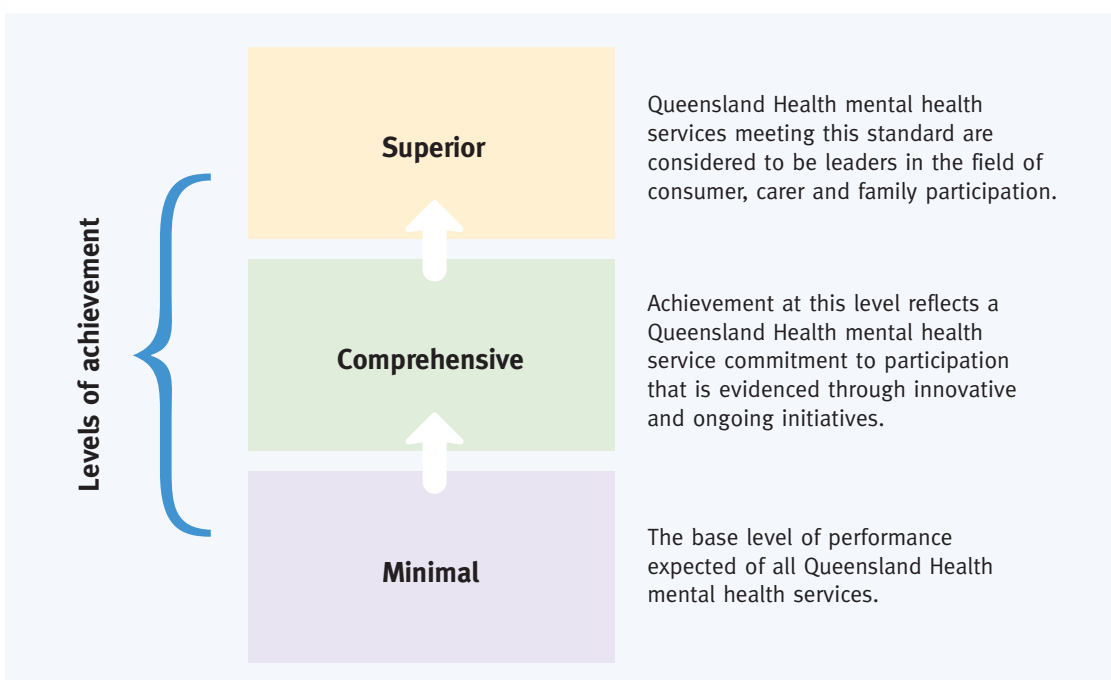 Levels of achievement
Superior
Queensland Health mental health
services meeting this standard are
considered to be leaders in the field of
consumer, carer and family participation.
Comprehensive
Achievement at this level reflects a
Queensland Health mental health
service commitment to participation
that is evidenced through innovative
and ongoing initiatives.
Minimal
The base level of performance
expected of all Queensland Health
mental health services.